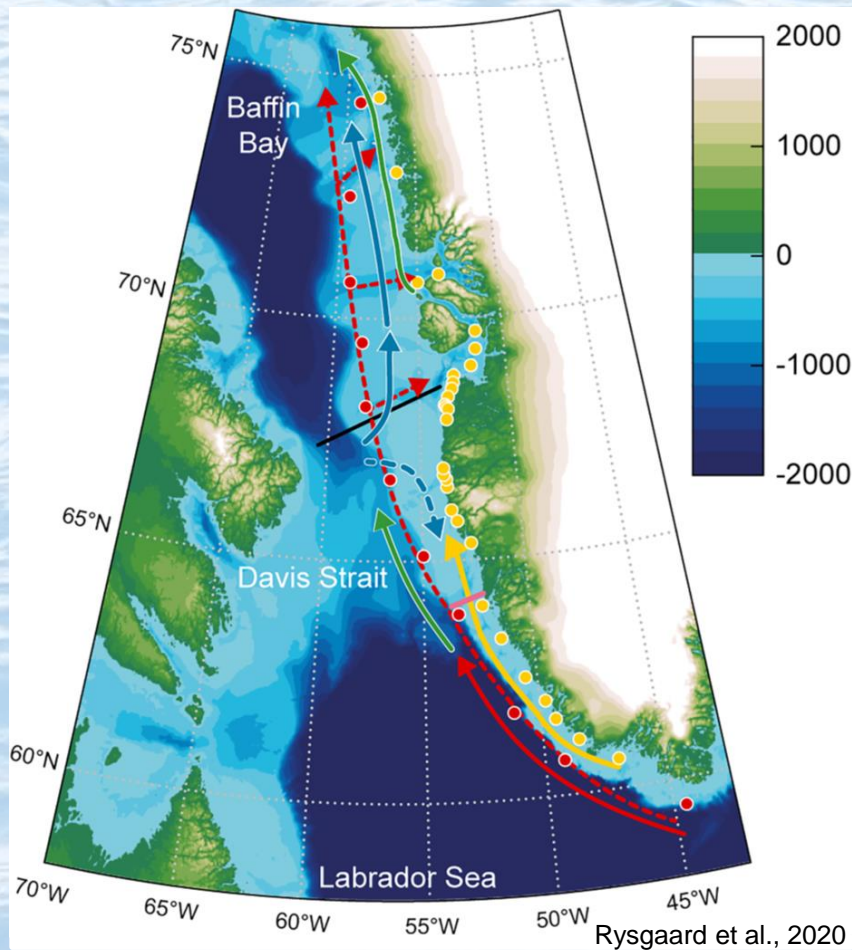 75°N
2000
Baffin
Bay
1000
0
70°N
-1000
-2000
65°N
Davis Strait
60°N
Labrador Sea
70°W
65°W
60°W
55°W
50°W
45°W
Rysgaard et al., 2020